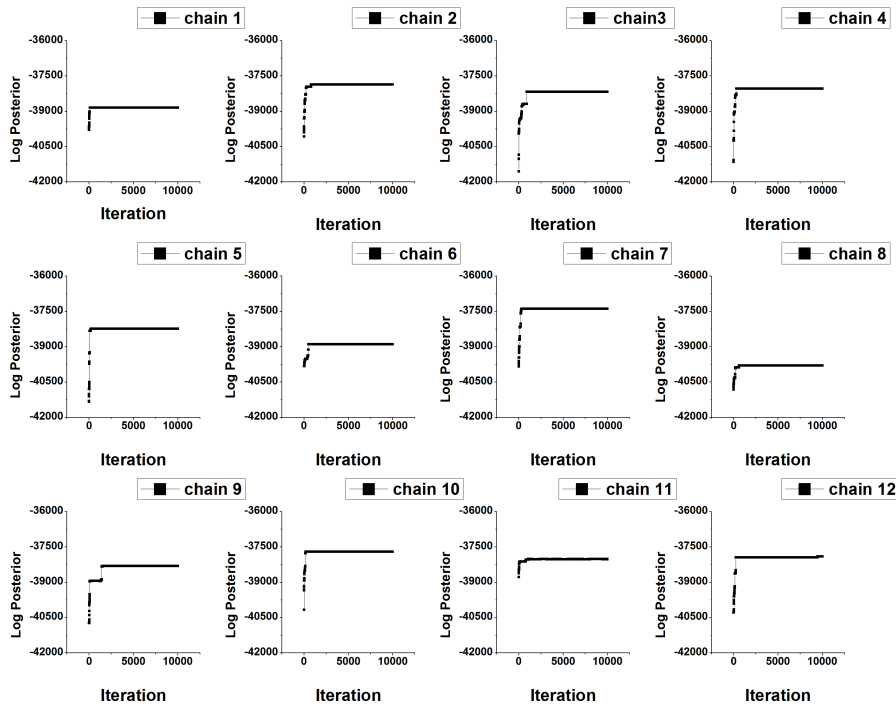 chain 1
chain 2
chain3
chain 4
-36000
-37500
-39000
-40500
-42000
Log Posterior
0 5000 10000
Iteration
-36000
-37500
-39000
-40500
-42000
Log Posterior
0 5000 10000
Iteration
-36000
-37500
-39000
-40500
-42000
Log Posterior
0 5000 10000
Iteration
-36000
-37500
-39000
-40500
-42000
Log Posterior
0 5000 10000
Iteration
chain 5
chain 6
chain 7
chain 8
-36000
-37500
-39000
-40500
-42000
Log Posterior
0 5000 10000
Iteration
-36000
-37500
-39000
-40500
-42000
Log Posterior
0 5000 10000
Iteration
-36000
-37500
-39000
-40500
-42000
Log Posterior
0 5000 10000
Iteration
-36000
-37500
-39000
-40500
-42000
Log Posterior
0 5000 10000
Iteration
chain 9
chain 10
chain 11
chain 12
-36000
-37500
-39000
-40500
-42000
Log Posterior
0 5000 10000
Iteration
-36000
-37500
-39000
-40500
-42000
Log Posterior
0 5000 10000
Iteration
-36000
-37500
-39000
-40500
-42000
Log Posterior
0 5000 10000
Iteration
-36000
-37500
-39000
-40500
-42000
Log Posterior
0 5000 10000
Iteration